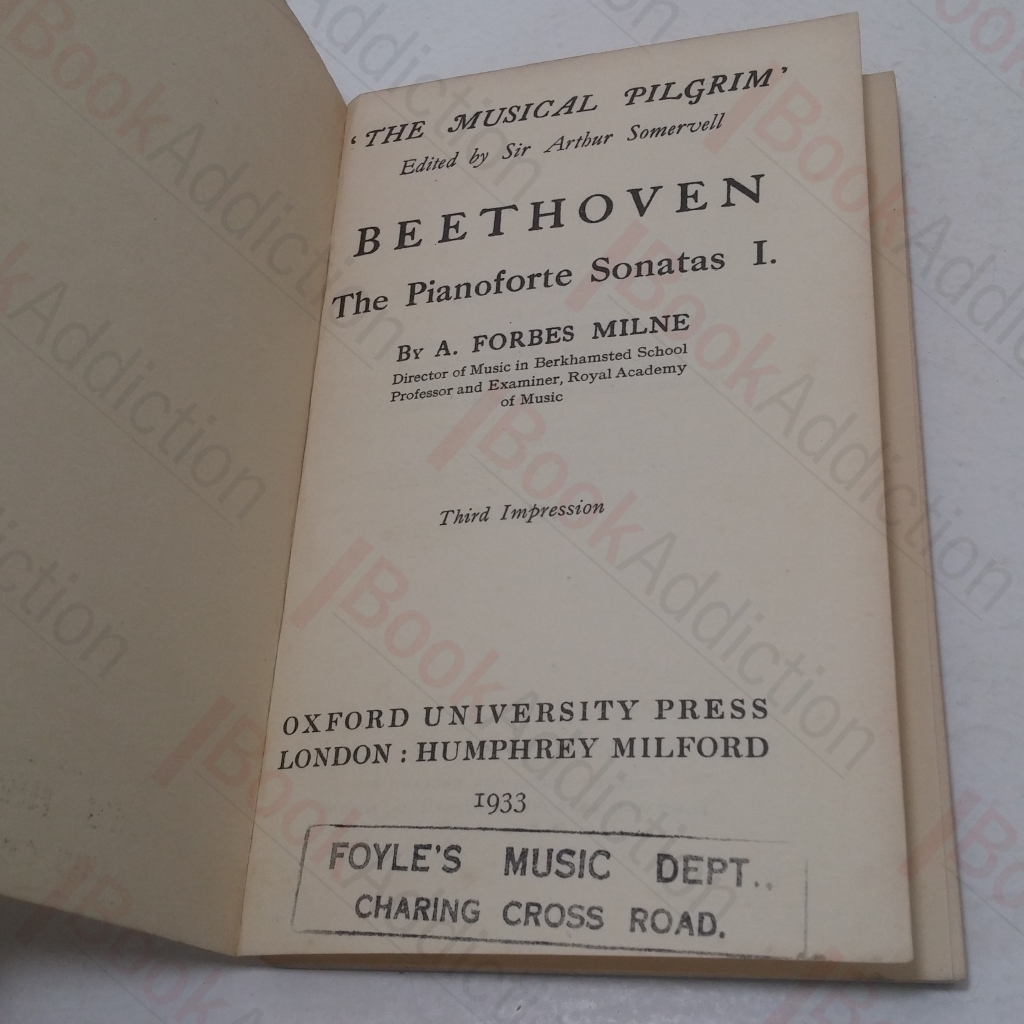 ‘THE MUSICAL PILGRIM’
Edited by Sir Arthur Somervell
BEETHOVEN
The Pianoforte Sonatas I.
By A. FORBES MILNE
Director of Music in Berkhamsted School
Professor and Examiner, Royal Academy
of Music
Third Impression
OXFORD UNIVERSITY PRESS
LONDON : HUMPHREY MILFORD
1933
FOYLE'S MUSIC DEPT..
CHARING CROSS ROAD.
BookAddiction